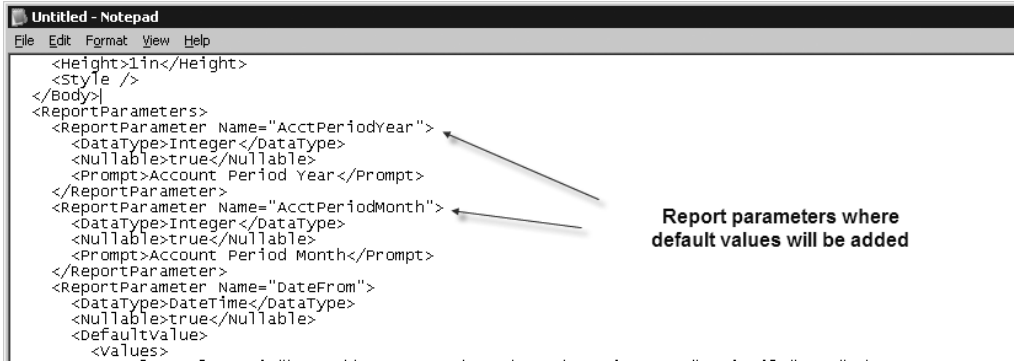 Untitled - Notepad
File Edit Format View Help
<Height>1in</Height>
<Style />
</Body>
<ReportParameters>
<ReportParameter Name="AcctPeriodYear">
<DataType>Integer</DataType>
<Nullable>true</Nullable>
<Prompt>Account Period Year</Prompt>
</ReportParameter>
<ReportParameter Name="AcctPeriodMonth">
<DataType>Integer</DataType>
<Nullable>true</Nullable>
<Prompt>Account Period Month</Prompt>
</ReportParameter>
<ReportParameter Name="DateFrom">
<DataType>DateTime</DataType>
<Nullable>true</Nullable>
<DefaultValue>
<Values>
Report parameters where
default values will be added